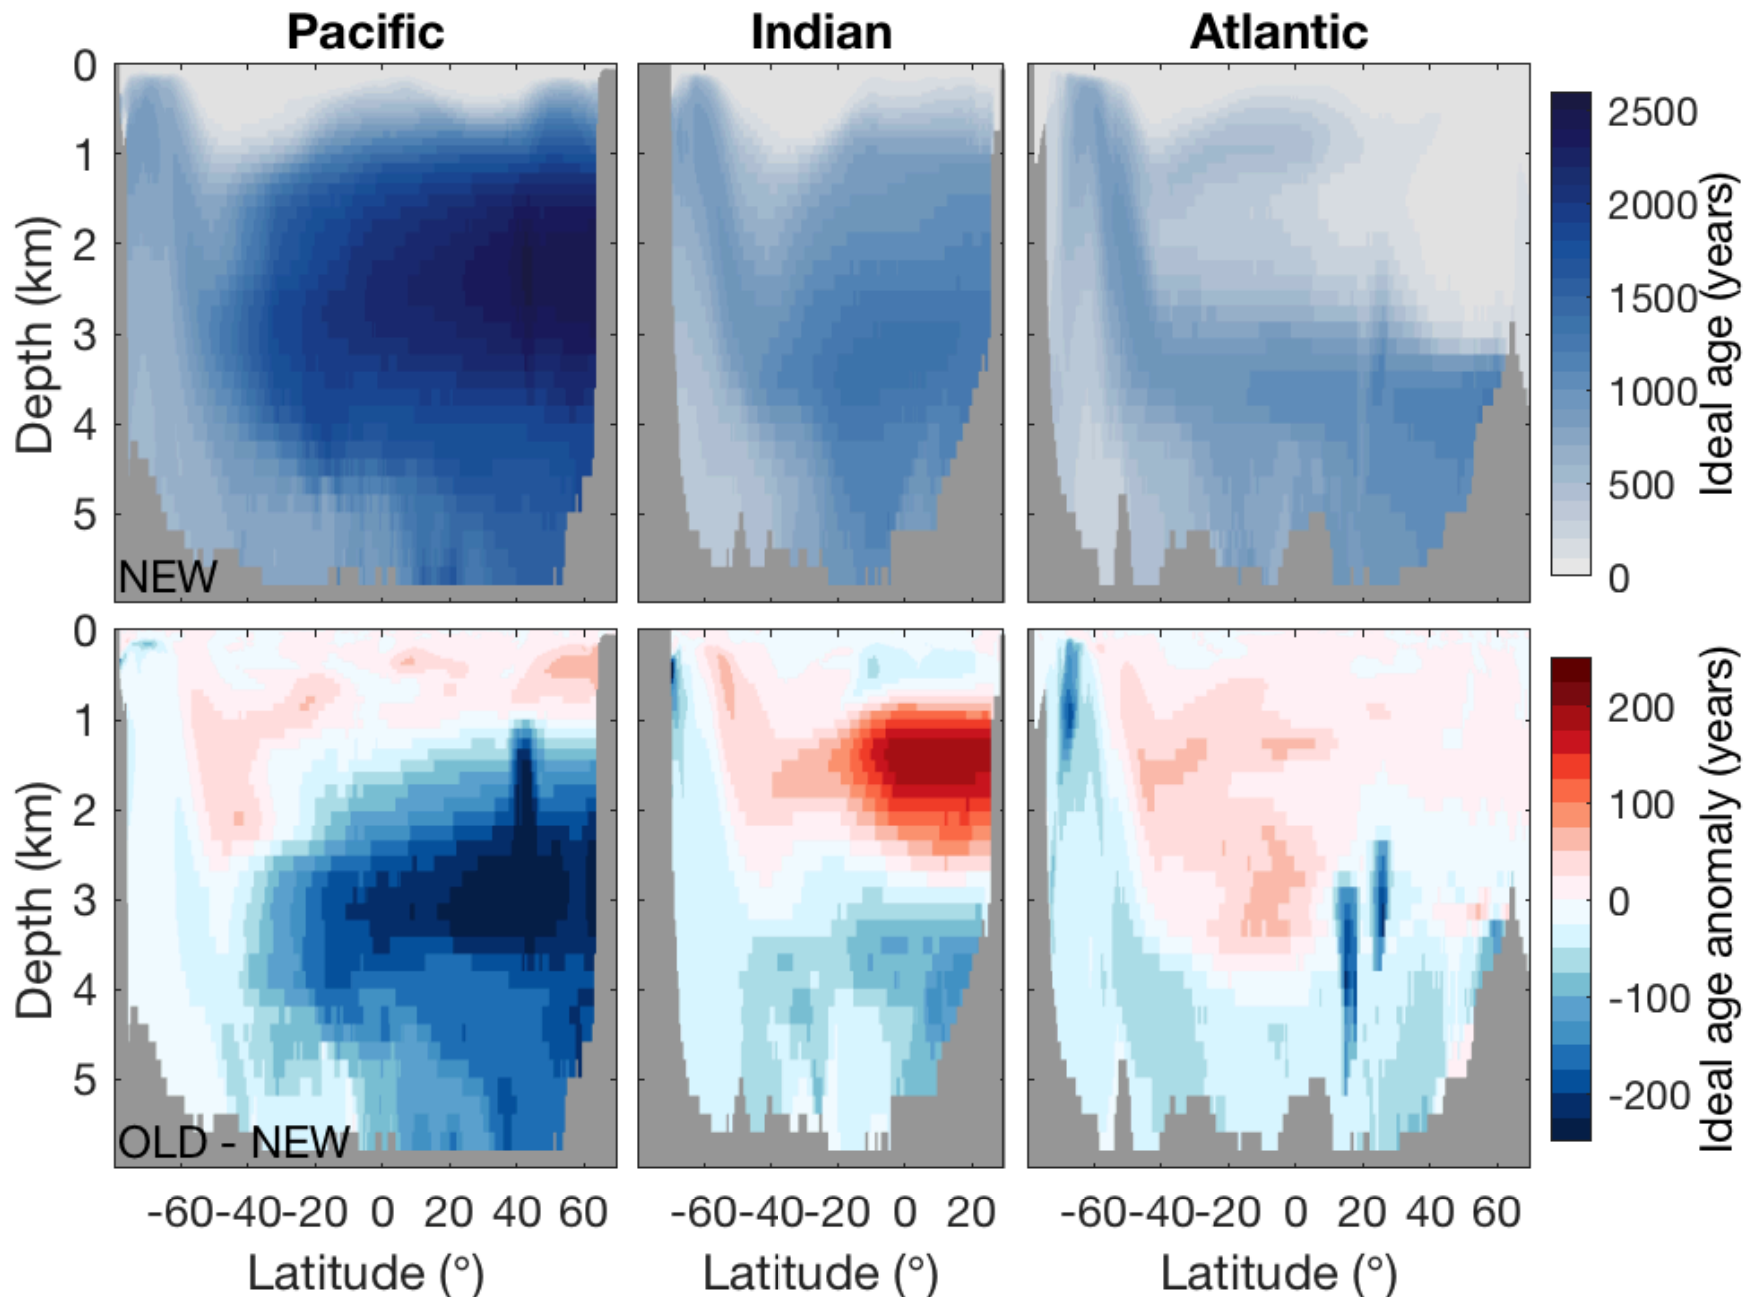 Pacific Indian Atlantic
0
1
2
3
4
5
Depth (km)
NEW
2500
2000
1500
1000
500
0
Ideal age (years)
0
1
2
3
4
5
Depth (km)
OLD - NEW
200
100
0
-100
-200
Ideal age anomaly (years)
-60 -40 -20 0 20 40 60 -60 -40 -20 0 20 -60 -40 -20 0 20 40 60
Latitude (°) Latitude (°) Latitude (°)